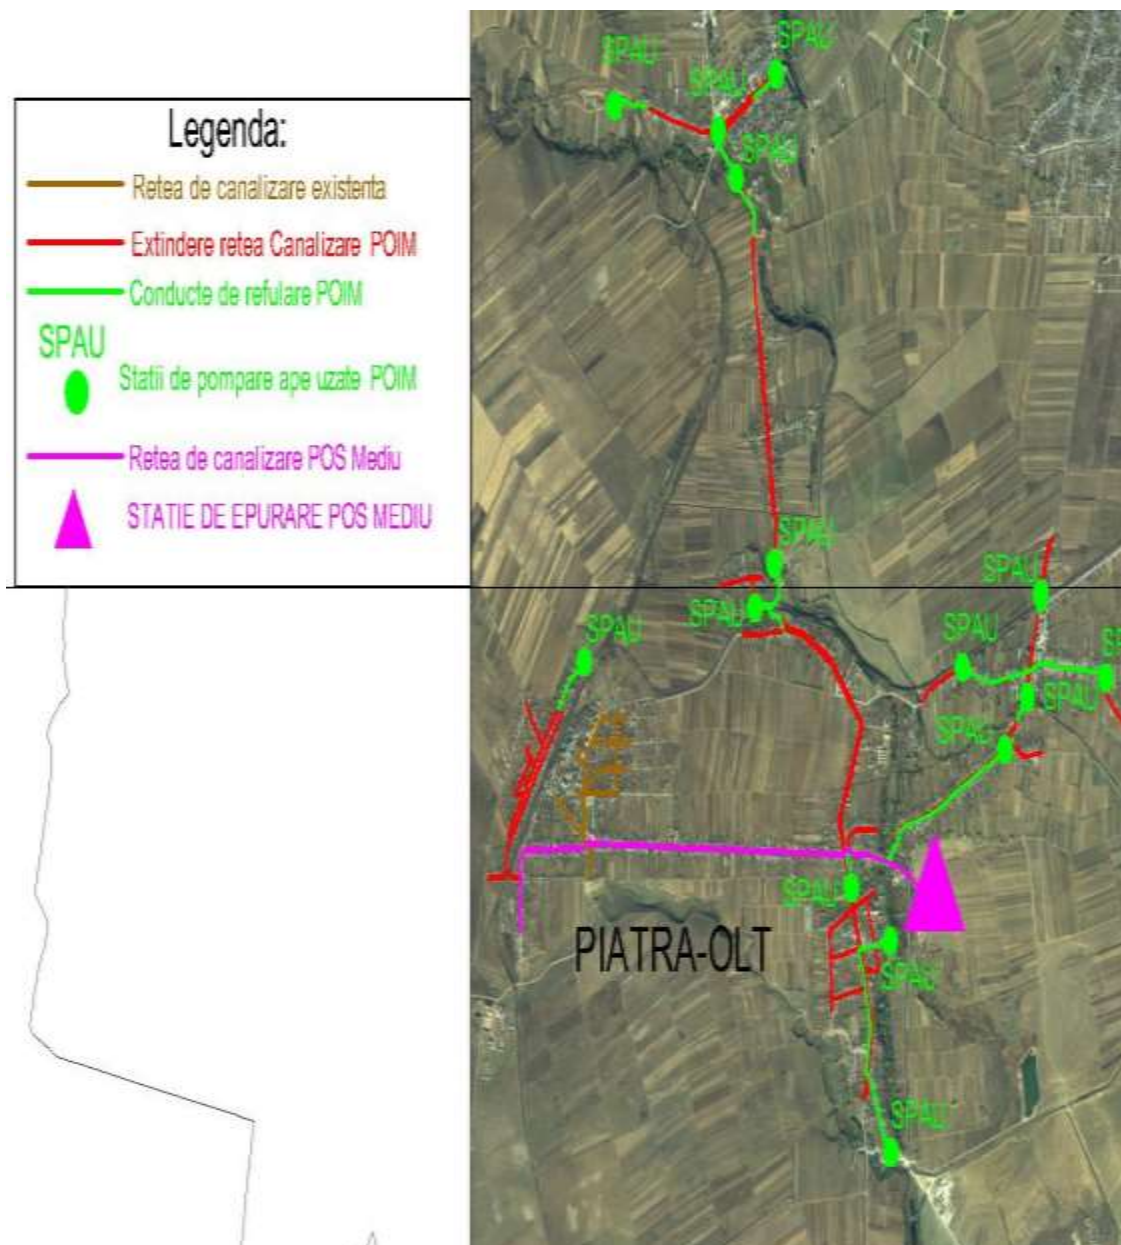 SPAU
SPAU
SPAU
SPAU
Legenda:
Retea de canalizare existenta
Extindere retea Canalizare POIM
Conducte de refulare POIM
SPAU
Statii de pompare ape uzate POIM
Retea de canalizare POS Mediu
STATIE DE EPURARE POS MEDIU
SPAU
SPAU
SPAU
SPAU
SPAU
SP
SPAU
SPAU
SPAU
PIATRA-OLT
SPAU
SPAU